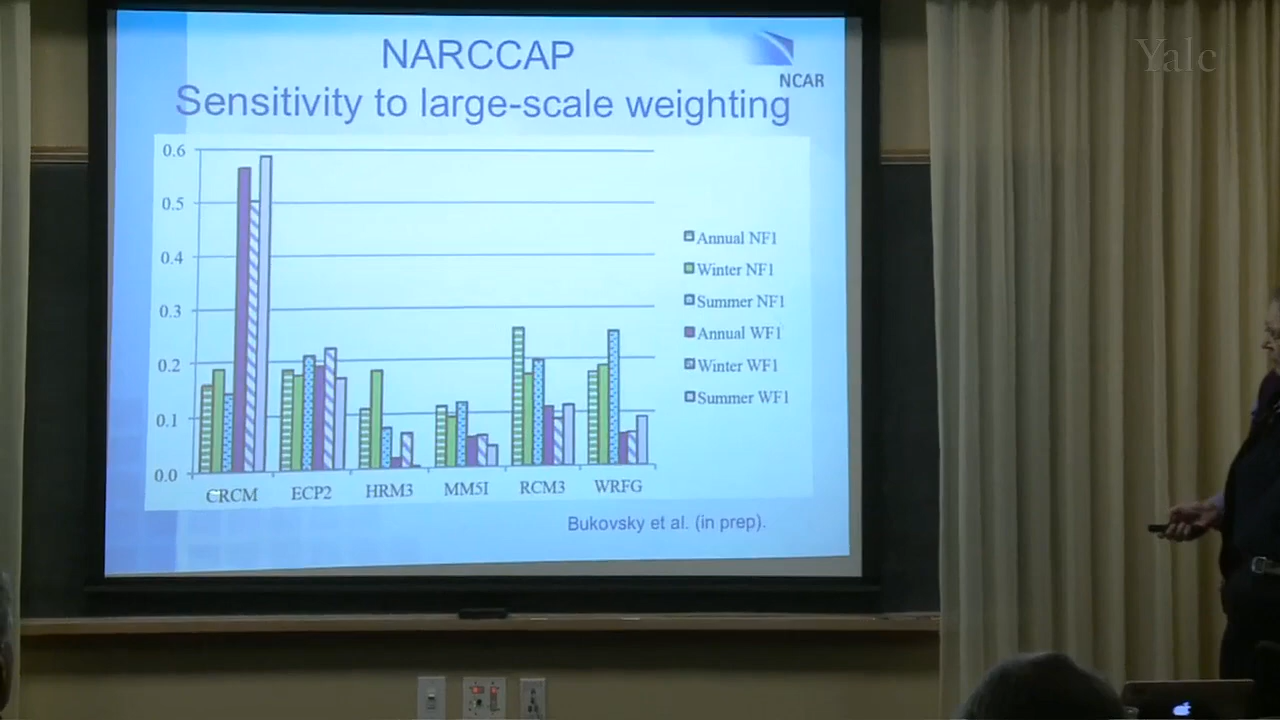 NARCCAP
NCAR
Sensitivity to large-scale weighting
Yale
0.6
0.5
0.4
0.3
0.2
0.1
0.0
CRCM ECP2 HRM3 MM5I RCM3 WRFG
Annual NF1
Winter NF1
Summer NF1
Annual WF1
Winter WF1
Summer WF1
Bukovsky et al. (in prep).